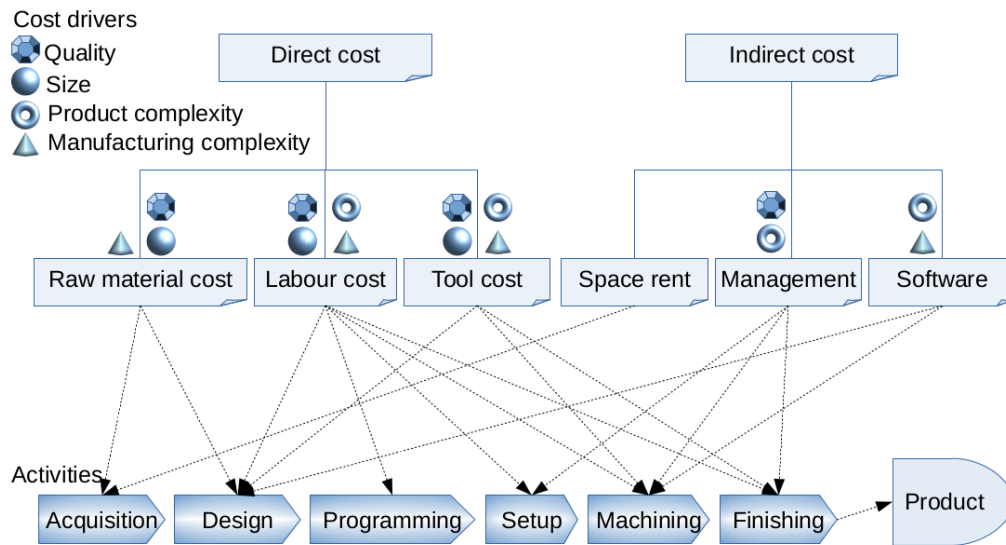 Cost drivers
Quality
Size
Product complexity
Manufacturing complexity
Direct cost
Indirect cost
Raw material cost
Labour cost
Tool cost
Space rent
Management
Software
Activities
Acquisition
Design
Programming
Setup
Machining
Finishing
Product